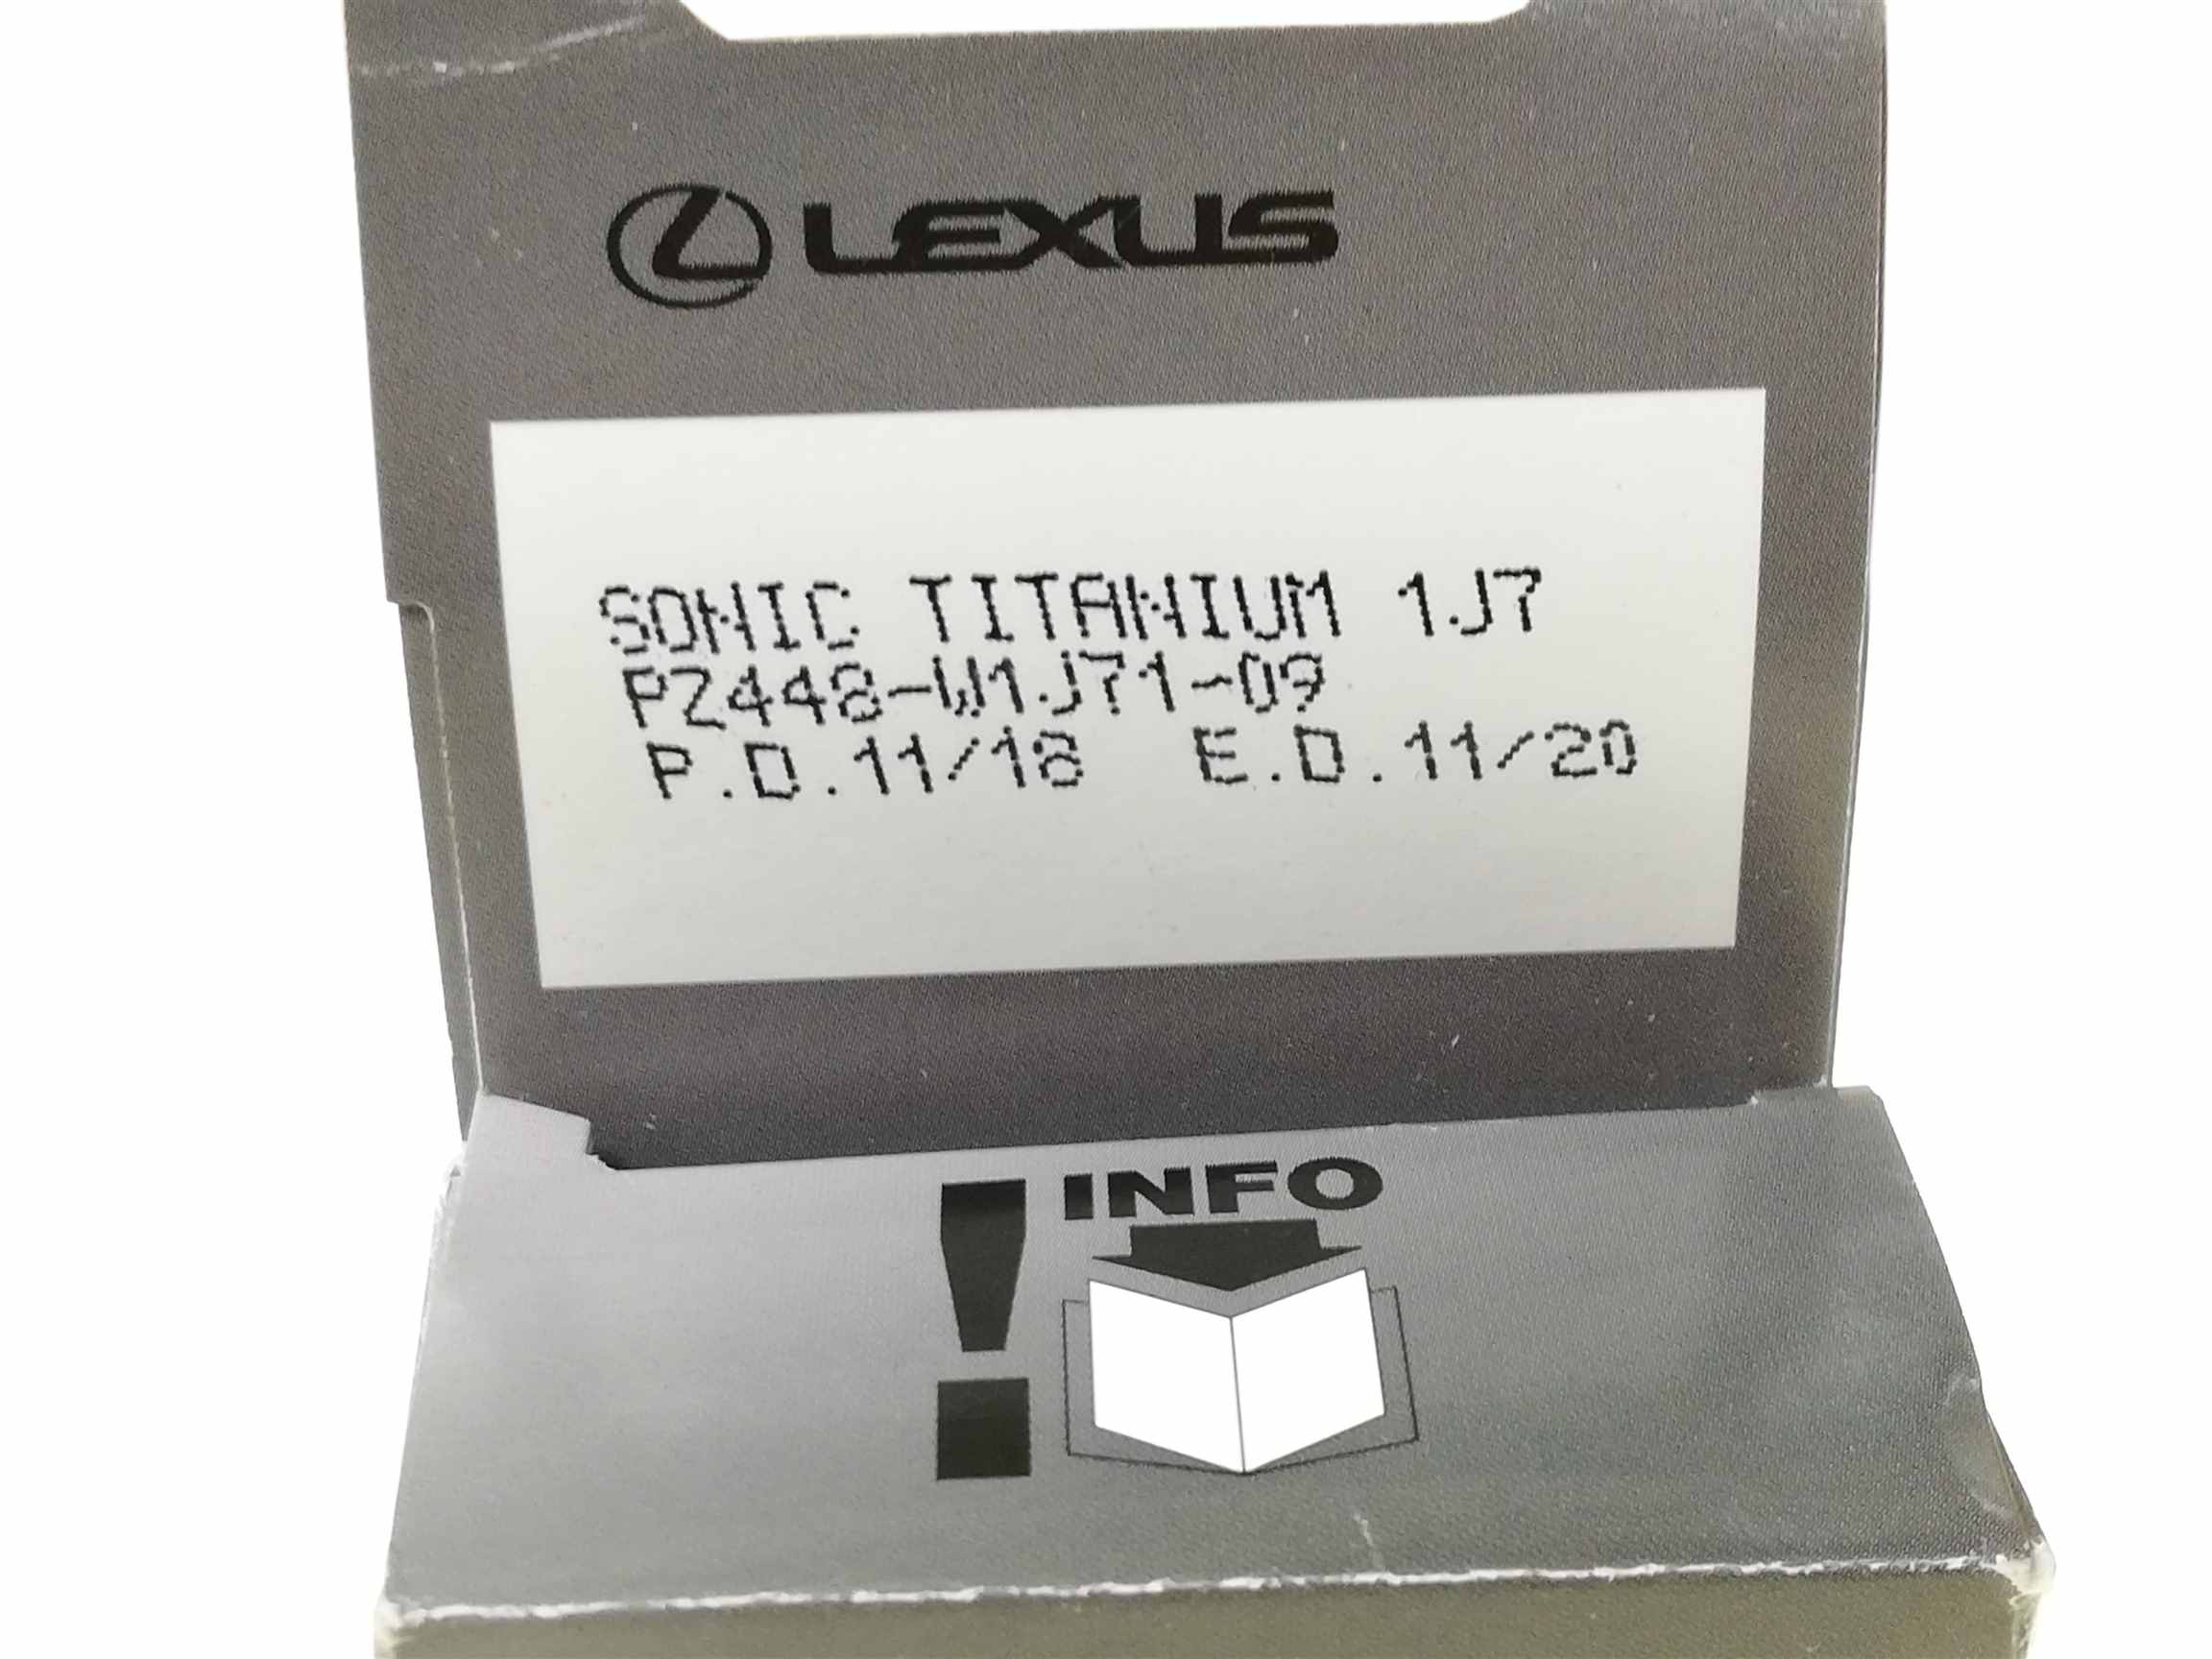 LEXUS
SONIC TITANIUM 1J7
PZ448-W1J71-09
P.D.11/18 E.D.11/20
! INFO